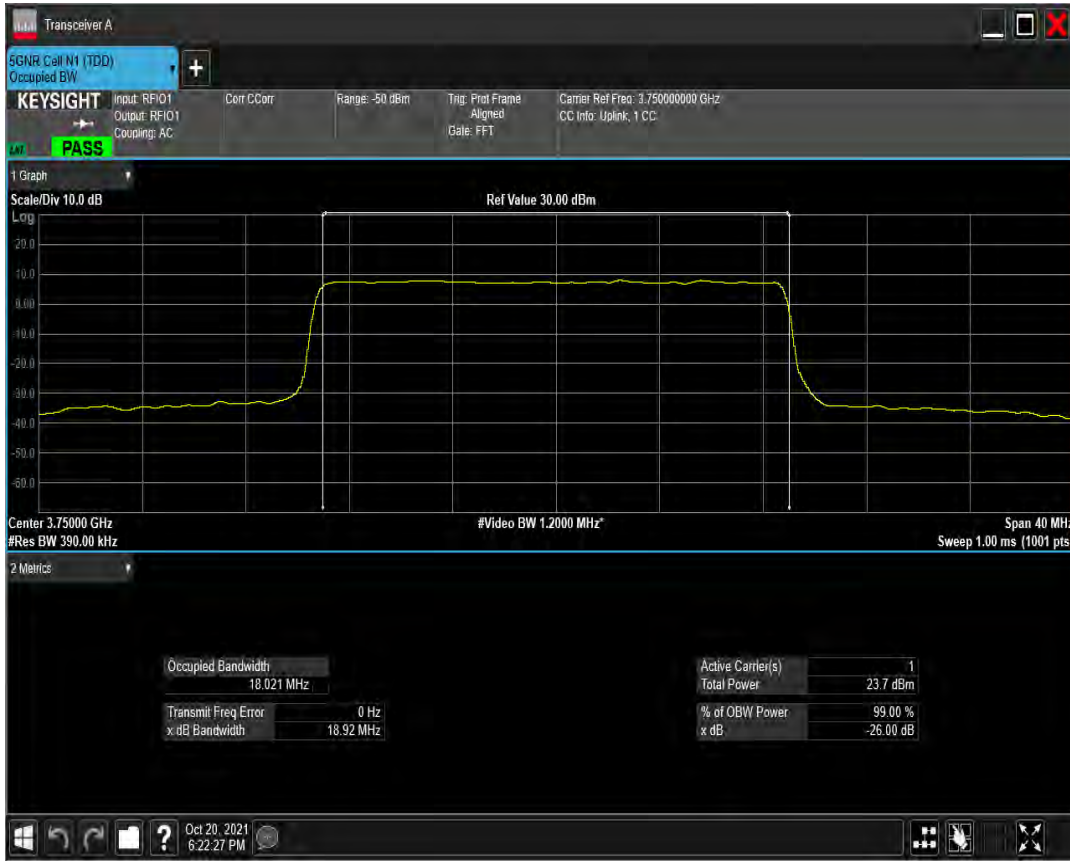 Transceiver A
5GNR Cell N1 (TDD)
Occupied BW
+
KEYSIGHT
PASS
Input: RFIO1
Output: RFIO1
Coupling: AC
Corr CCorr
Range: -50 dBm
Trig: Prot Frame
Aligned
Gate: FFT
Carrier Ref Freq: 3.750000000 GHz
CC Info: Uplink, 1 CC
1 Graph
Scale/Div 10.0 dB
Ref Value 30.00 dBm
Log
20.0
10.0
0.00
-10.0
-20.0
-30.0
-40.0
-50.0
-60.0
Center 3.75000 GHz
#Video BW 1.2000 MHz*
Span 40 MHz
#Res BW 390.00 kHz
Sweep 1.00 ms (1001 pts
2 Metrics
Occupied Bandwidth
18.021 MHz
Transmit Freq Error 0 Hz
x dB Bandwidth 18.92 MHz
Active Carrier(s) 1
Total Power 23.7 dBm
% of OBW Power 99.00 %
x dB -26.00 dB
?
Oct 20, 2021
6:22:27 PM